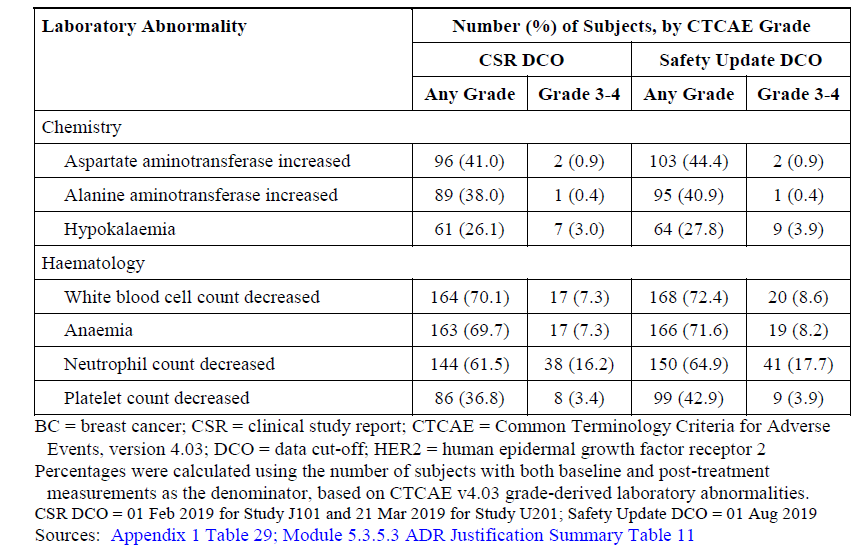 Laboratory Abnormality Number (%) of Subjects, by CTCAE Grade
CSR DCO Safety Update DCO
Any Grade Grade 3-4 Any Grade Grade 3-4
Chemistry
Aspartate aminotransferase increased 96 (41.0) 2 (0.9) 103 (44.4) 2 (0.9)
Alanine aminotransferase increased 89 (38.0) 1 (0.4) 95 (40.9) 1 (0.4)
Hypokalaemia 61 (26.1) 7 (3.0) 64 (27.8) 9 (3.9)
Haematology
White blood cell count decreased 164 (70.1) 17 (7.3) 168 (72.4) 20 (8.6)
Anaemia 163 (69.7) 17 (7.3) 166 (71.6) 19 (8.2)
Neutrophil count decreased 144 (61.5) 38 (16.2) 150 (64.9) 41 (17.7)
Platelet count decreased 86 (36.8) 8 (3.4) 99 (42.9) 9 (3.9)
BC = breast cancer; CSR = clinical study report; CTCAE = Common Terminology Criteria for Adverse
Events, version 4.03; DCO = data cut-off; HER2 = human epidermal growth factor receptor 2
Percentages were calculated using the number of subjects with both baseline and post-treatment
measurements as the denominator, based on CTCAE v4.03 grade-derived laboratory abnormalities.
CSR DCO = 01 Feb 2019 for Study J101 and 21 Mar 2019 for Study U201; Safety Update DCO = 01 Aug 2019
Sources: Appendix 1 Table 29; Module 5.3.5.3 ADR Justification Summary Table 11